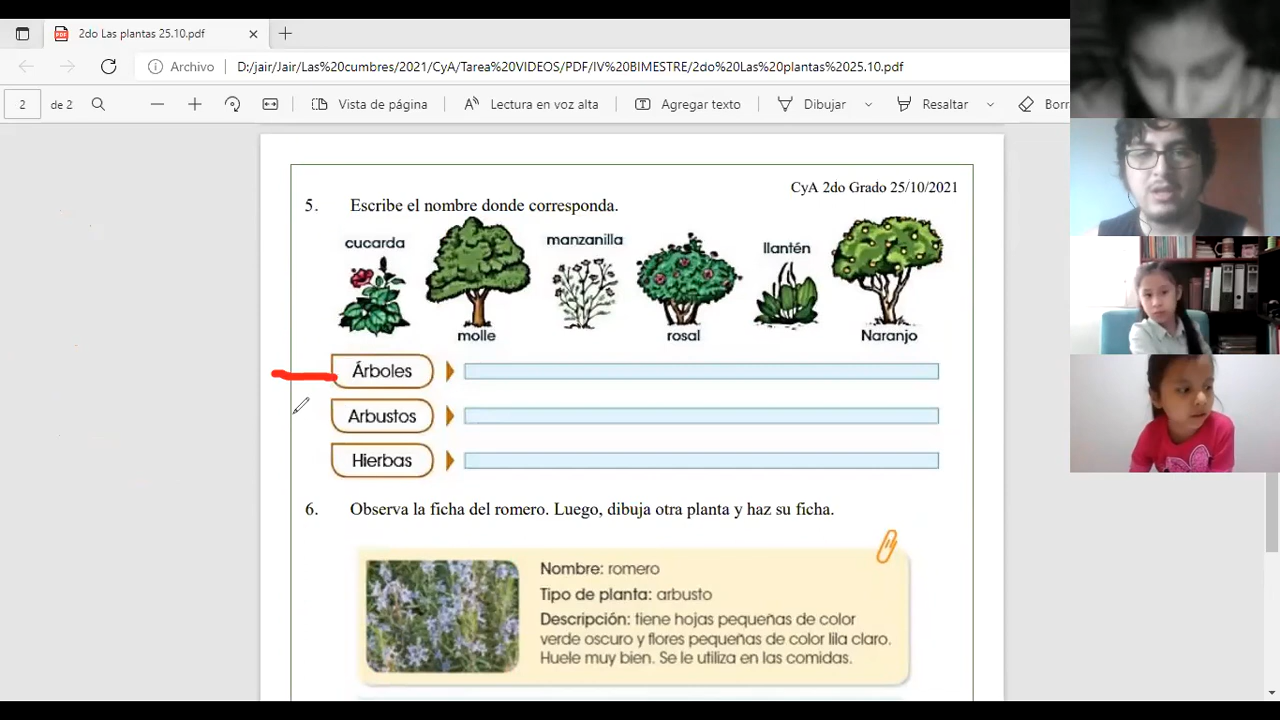 2do Las plantas 25.10.pdf
Archivo D:/jair/Jair/Las%20cumbres/2021/CyA/Tarea%20VIDEOS/PDF/IV%20BIMESTRE/2do%20Las%20plantas%2025.10.pdf
2 de 2 Vista de página Lectura en voz alta Agregar texto Dibujar Resaltar Borr
CyA 2do Grado 25/10/2021
5. Escribe el nombre donde corresponda.
cucarda manzanilla llantén
molle rosal Naranjo
Árboles
Arbustos
Hierbas
6. Observa la ficha del romero. Luego, dibuja otra planta y haz su ficha.
Nombre: romero
Tipo de planta: arbusto
Descripción: tiene hojas pequeñas de color
verde oscuro y flores pequeñas de color lila claro.
Huele muy bien. Se le utiliza en las comidas.